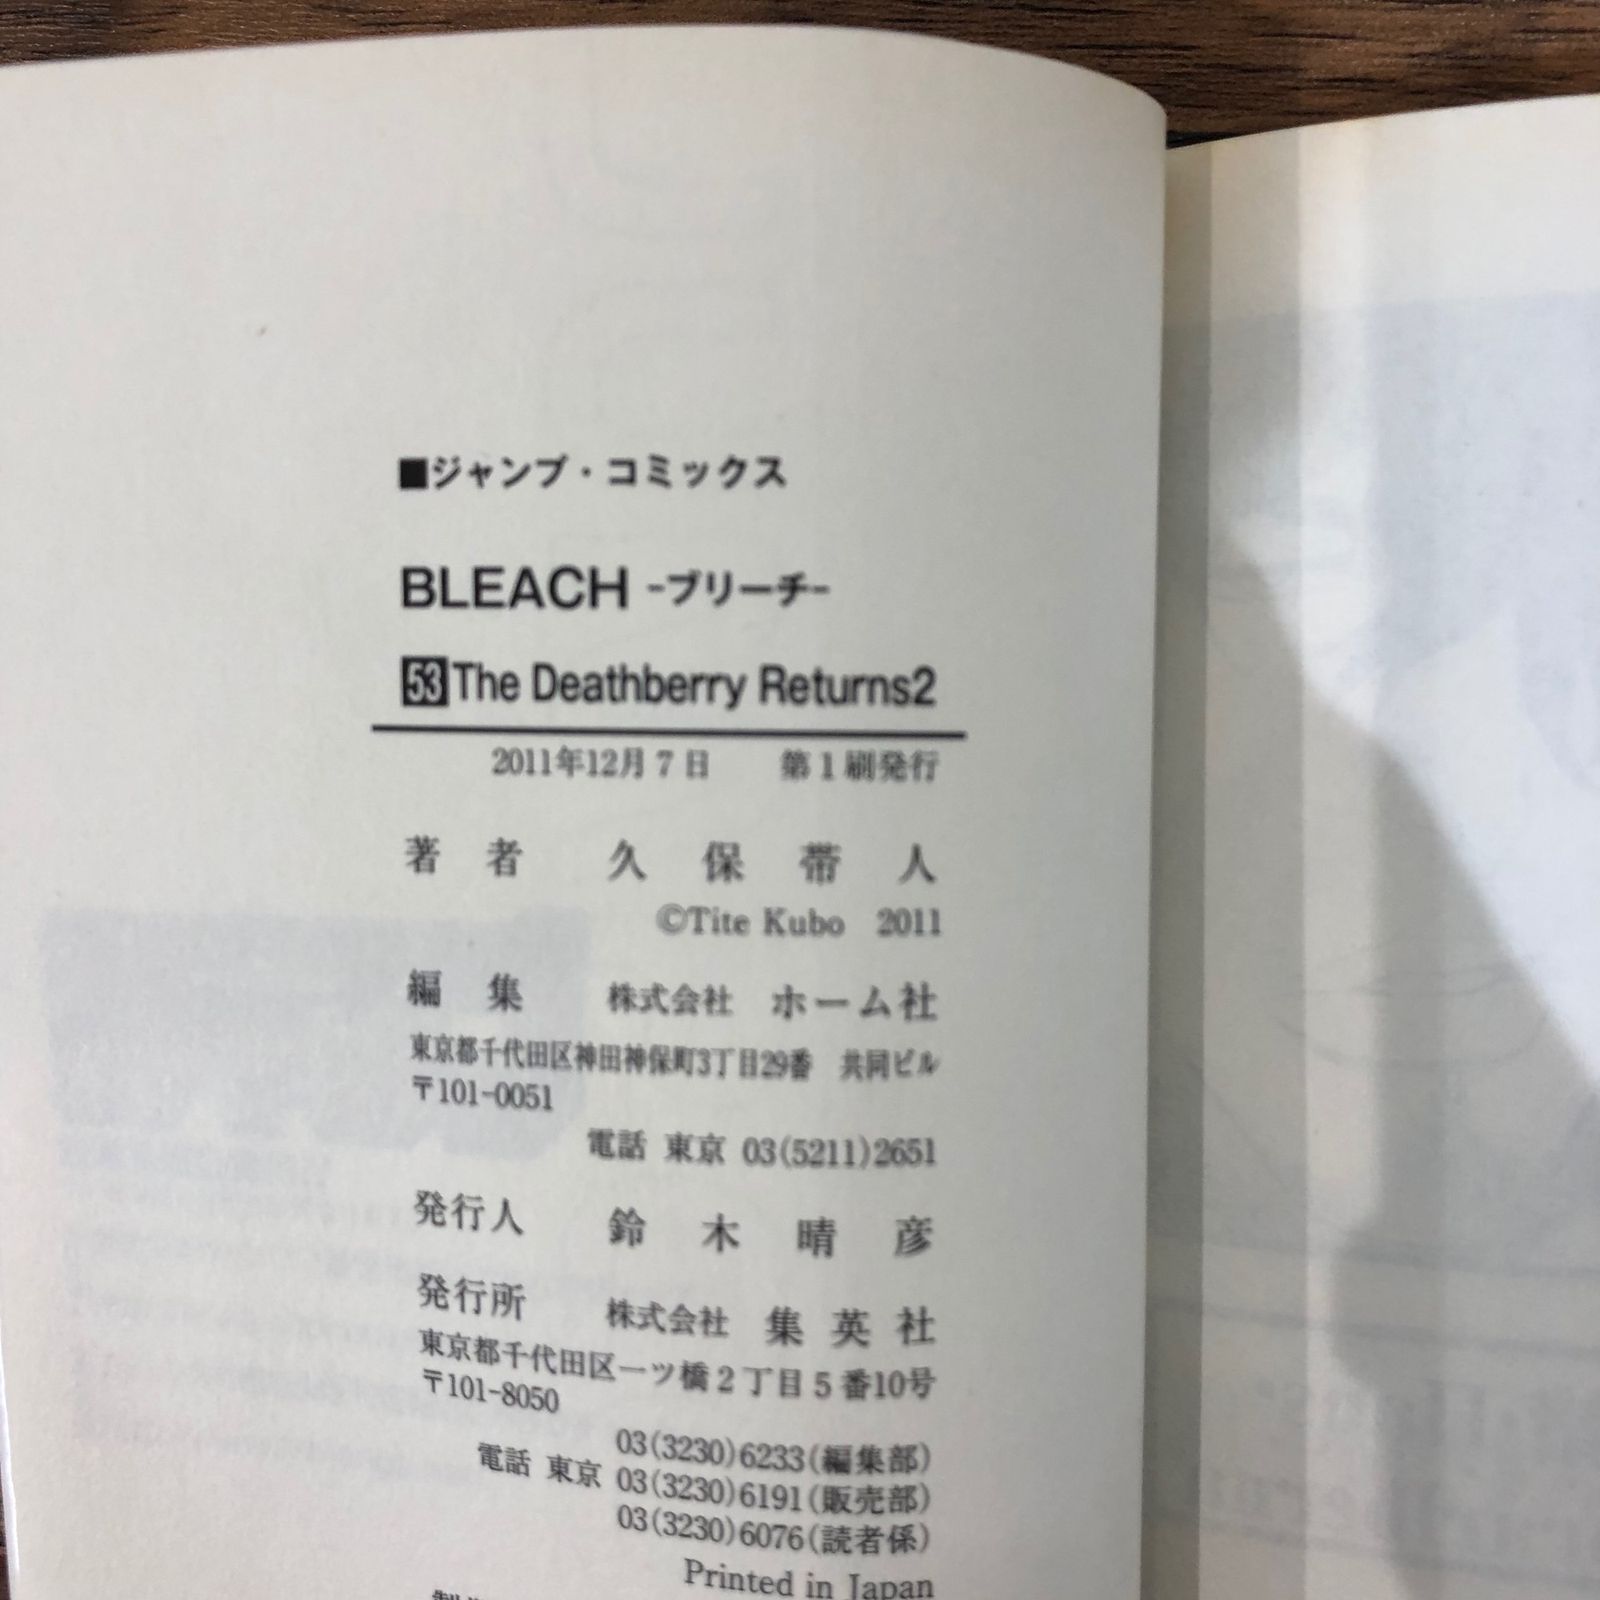 ■ジャンプ・コミックス
BLEACH -ブリーチ-
53 The Deathberry Returns2
2011年12月7日 第1刷発行
著者 久保帯人
©Tite Kubo 2011
編集 株式会社 ホーム社
東京都千代田区神田神保町3丁目29番 共同ビル
〒101-0051
電話 東京 03(5211)2651
発行人 鈴木晴彦
発行所 株式会社 集英社
東京都千代田区一ツ橋2丁目5番10号
〒101-8050
03(3230)6233(編集部)
電話 東京 03(3230)6191(販売部)
03(3230)6076(読者係)
Printed in Japan